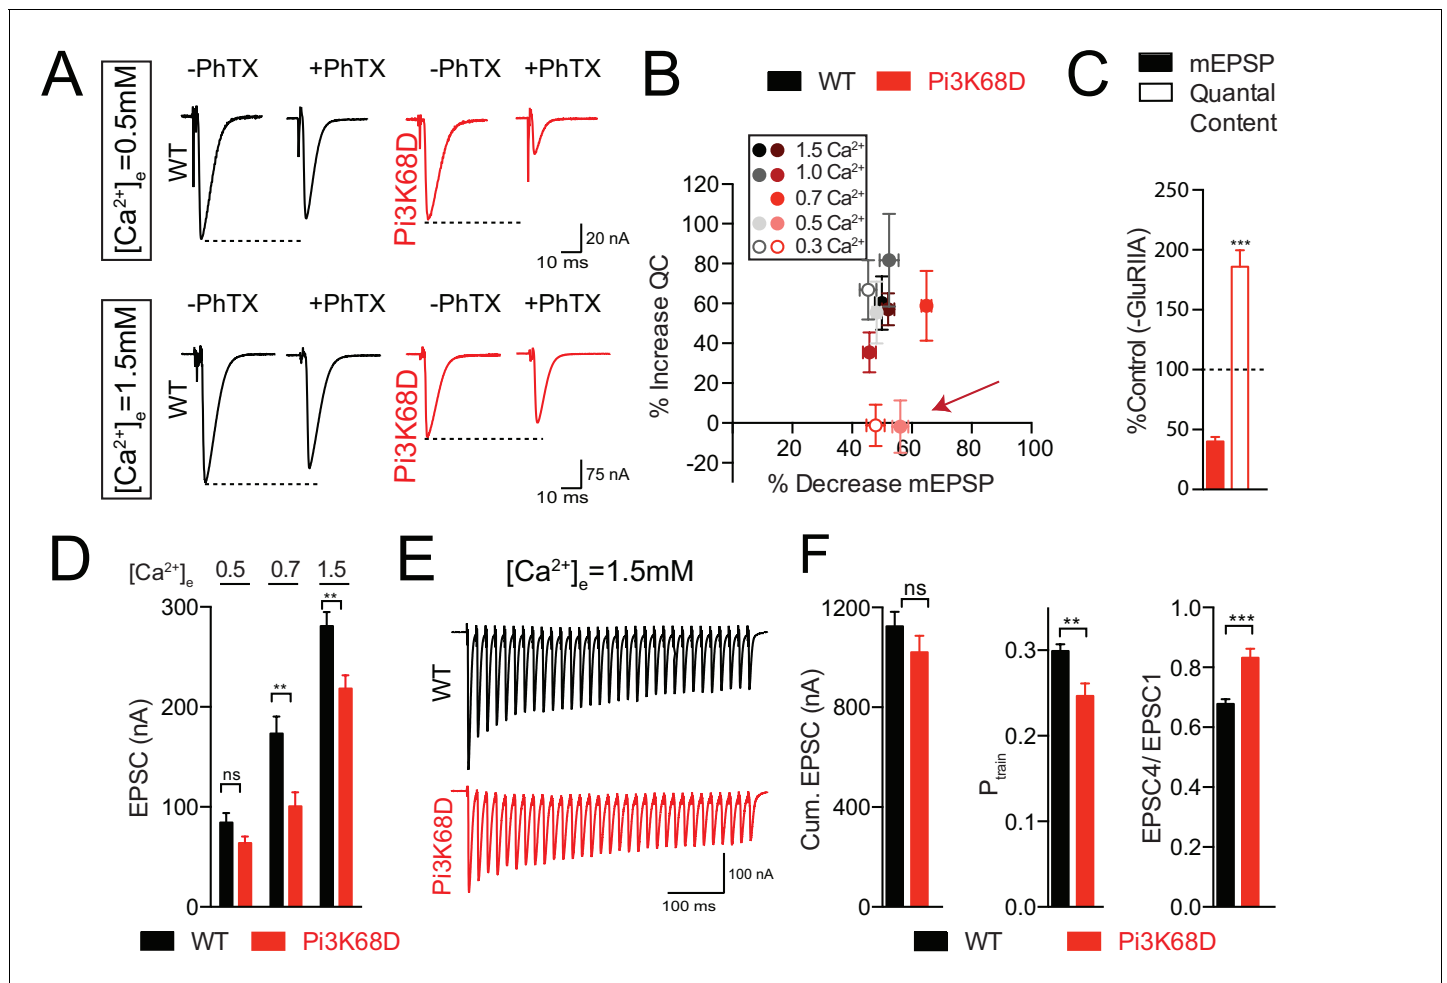 A
-PhTX +PhTX -PhTX +PhTX
[Ca²⁺]ₑ=0.5mM
WT
Pi3K68D
20 nA
10 ms
-PhTX +PhTX -PhTX +PhTX
[Ca²⁺]ₑ=1.5mM
WT
Pi3K68D
75 nA
10 ms
B
WT Pi3K68D
1.5 Ca²⁺
1.0 Ca²⁺
0.7 Ca²⁺
0.5 Ca²⁺
0.3 Ca²⁺
% Increase QC
120
100
80
60
40
20
0
-20
20 40 60 80 100
% Decrease mEPSP
C
mEPSP
Quantal
Content
%Control (-GluRIIA)
250
200
150
100
50
0
***
D
[Ca²⁺]ₑ 0.5 0.7 1.5
EPSC (nA)
300
200
100
0
ns
**
**
WT Pi3K68D
E
[Ca²⁺]ₑ=1.5mM
WT
Pi3K68D
100 nA
100 ms
F
Cum. EPSC (nA)
1200
800
400
0
ns
P train
0.3
0.2
0.1
0.0
**
EPSC4/ EPSC1
1.0
0.8
0.6
0.4
0.2
0.0
***
WT Pi3K68D